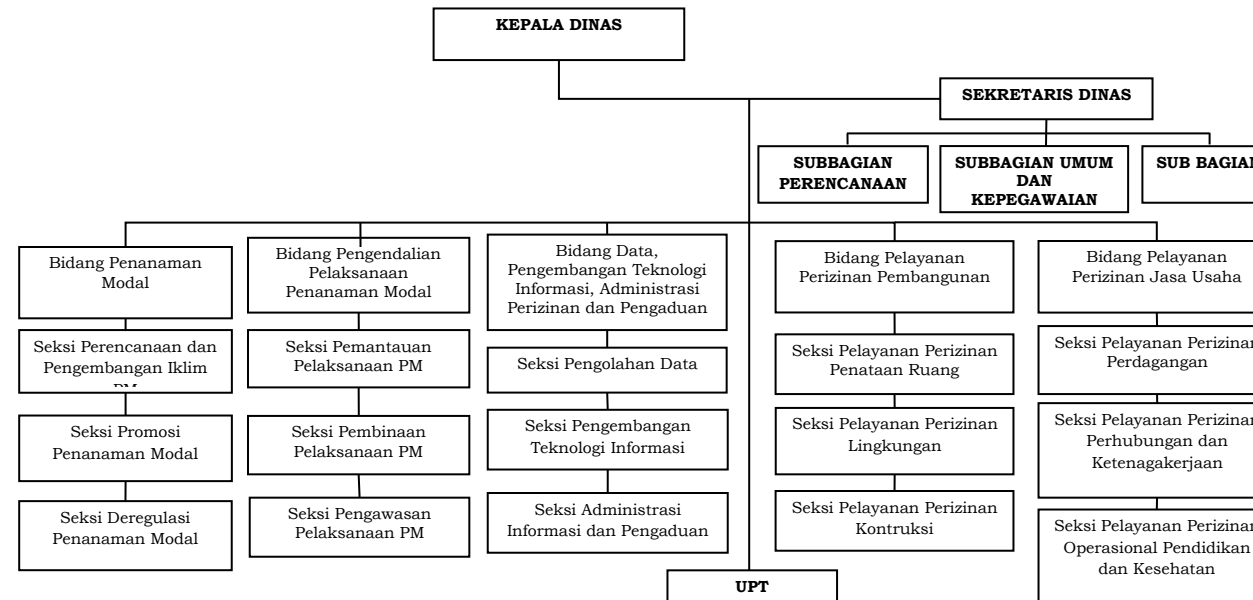 KEPALA DINAS
SEKRETARIS DINAS
SUBBAGIAN
PERENCANAAN
SUBBAGIAN UMUM
DAN
KEPEGAWAIAN
SUB BAGIAN
Bidang Penanaman
Modal
Seksi Perencanaan dan
Pengembangan Iklim
PM
Seksi Promosi
Penanaman Modal
Seksi Deregulasi
Penanaman Modal
Bidang Pengendalian
Pelaksanaan
Penanaman Modal
Seksi Pemantauan
Pelaksanaan PM
Seksi Pembinaan
Pelaksanaan PM
Seksi Pengawasan
Pelaksanaan PM
Bidang Data,
Pengembangan Teknologi
Informasi, Administrasi
Perizinan dan Pengaduan
Seksi Pengolahan Data
Seksi Pengembangan
Teknologi Informasi
Seksi Administrasi
Informasi dan Pengaduan
Bidang Pelayanan
Perizinan Pembangunan
Seksi Pelayanan Perizinan
Penataan Ruang
Seksi Pelayanan Perizinan
Lingkungan
Seksi Pelayanan Perizinan
Kontruksi
Bidang Pelayanan
Perizinan Jasa Usaha
Seksi Pelayanan Perizinan
Perdagangan
Seksi Pelayanan Perizinan
Perhubungan dan
Ketenagakerjaan
Seksi Pelayanan Perizinan
Operasional Pendidikan
dan Kesehatan
UPT